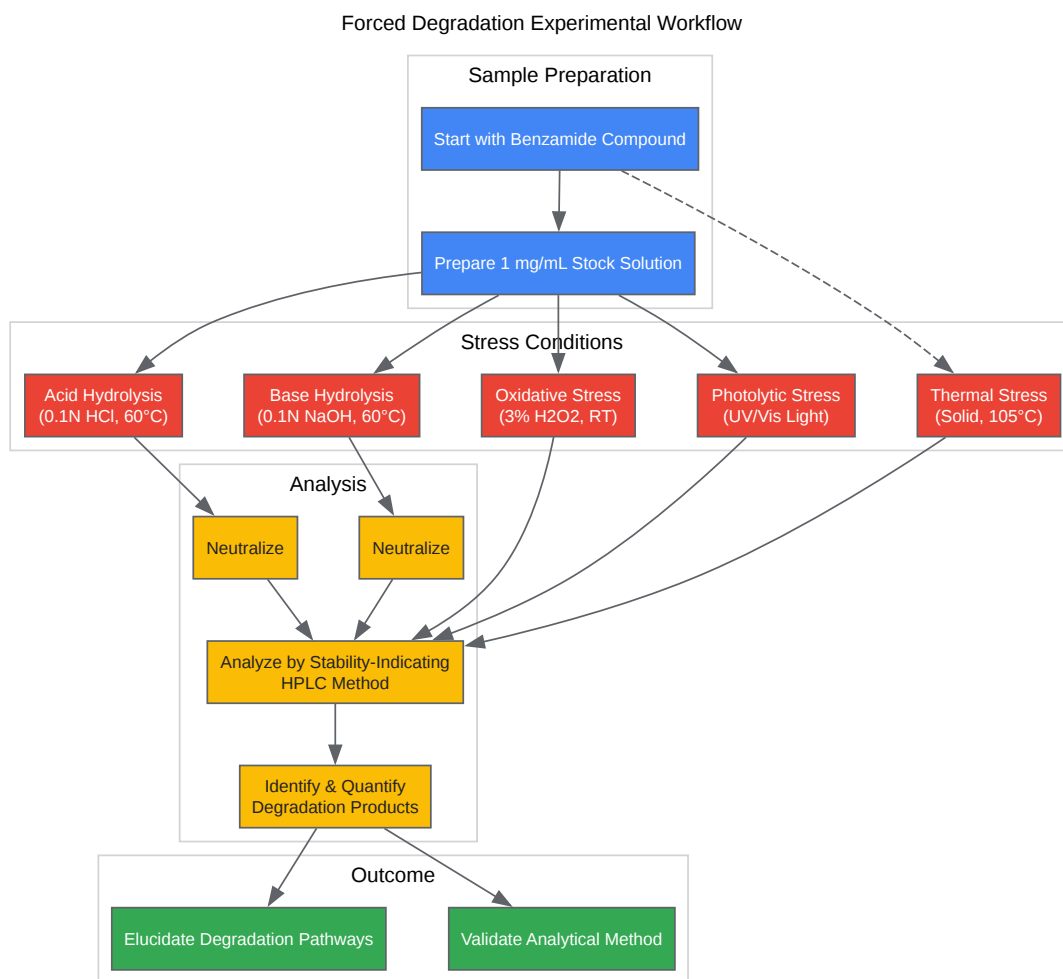 Forced Degradation Experimental Workflow
Sample Preparation
Start with Benzamide Compound
Prepare 1 mg/mL Stock Solution
Stress Conditions
Acid Hydrolysis
(0.1N HCl, 60°C)
Base Hydrolysis
(0.1N NaOH, 60°C)
Oxidative Stress
(3% H2O2, RT)
Photolytic Stress
(UV/Vis Light)
Thermal Stress
(Solid, 105°C)
Analysis
Neutralize
Neutralize
Analyze by Stability-Indicating
HPLC Method
Identify & Quantify
Degradation Products
Outcome
Elucidate Degradation Pathways
Validate Analytical Method